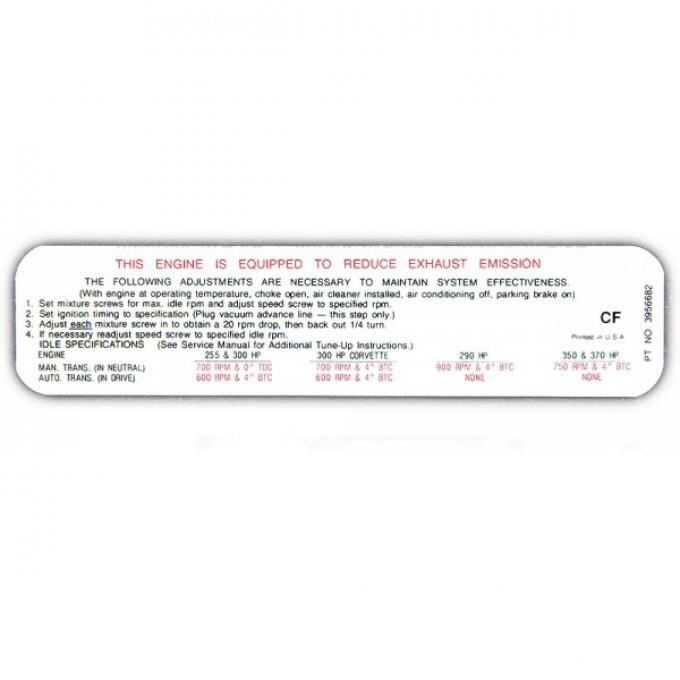 THIS ENGINE IS EQUIPPED TO REDUCE EXHAUST EMISSION
THE FOLLOWING ADJUSTMENTS ARE NECESSARY TO MAINTAIN SYSTEM EFFECTIVENESS.
(With engine at operating temperature, choke open, air cleaner installed, air conditioning off, parking brake on)
1. Set mixture screws for max. idle rpm and adjust speed screw to specified rpm.
2. Set ignition timing to specification (Plug vacuum advance line — this step only.)
3. Adjust each mixture screw in to obtain a 20 rpm drop, then back out 1/4 turn.
4. If necessary readjust speed screw to specified idle rpm.
IDLE SPECIFICATIONS (See Service Manual for Additional Tune-Up Instructions.)
ENGINE 255 & 300 HP 300 HP CORVETTE 290 HP 350 & 370 HP
MAN. TRANS. (IN NEUTRAL) 700 RPM & 0° TDC 700 RPM & 4° BTC 900 RPM & 4° BTC 750 RPM & 4° BTC
AUTO. TRANS. (IN DRIVE) 600 RPM & 4° BTC 600 RPM & 4° BTC NONE NONE
CF
Printed in U.S.A
PT NO 3956682